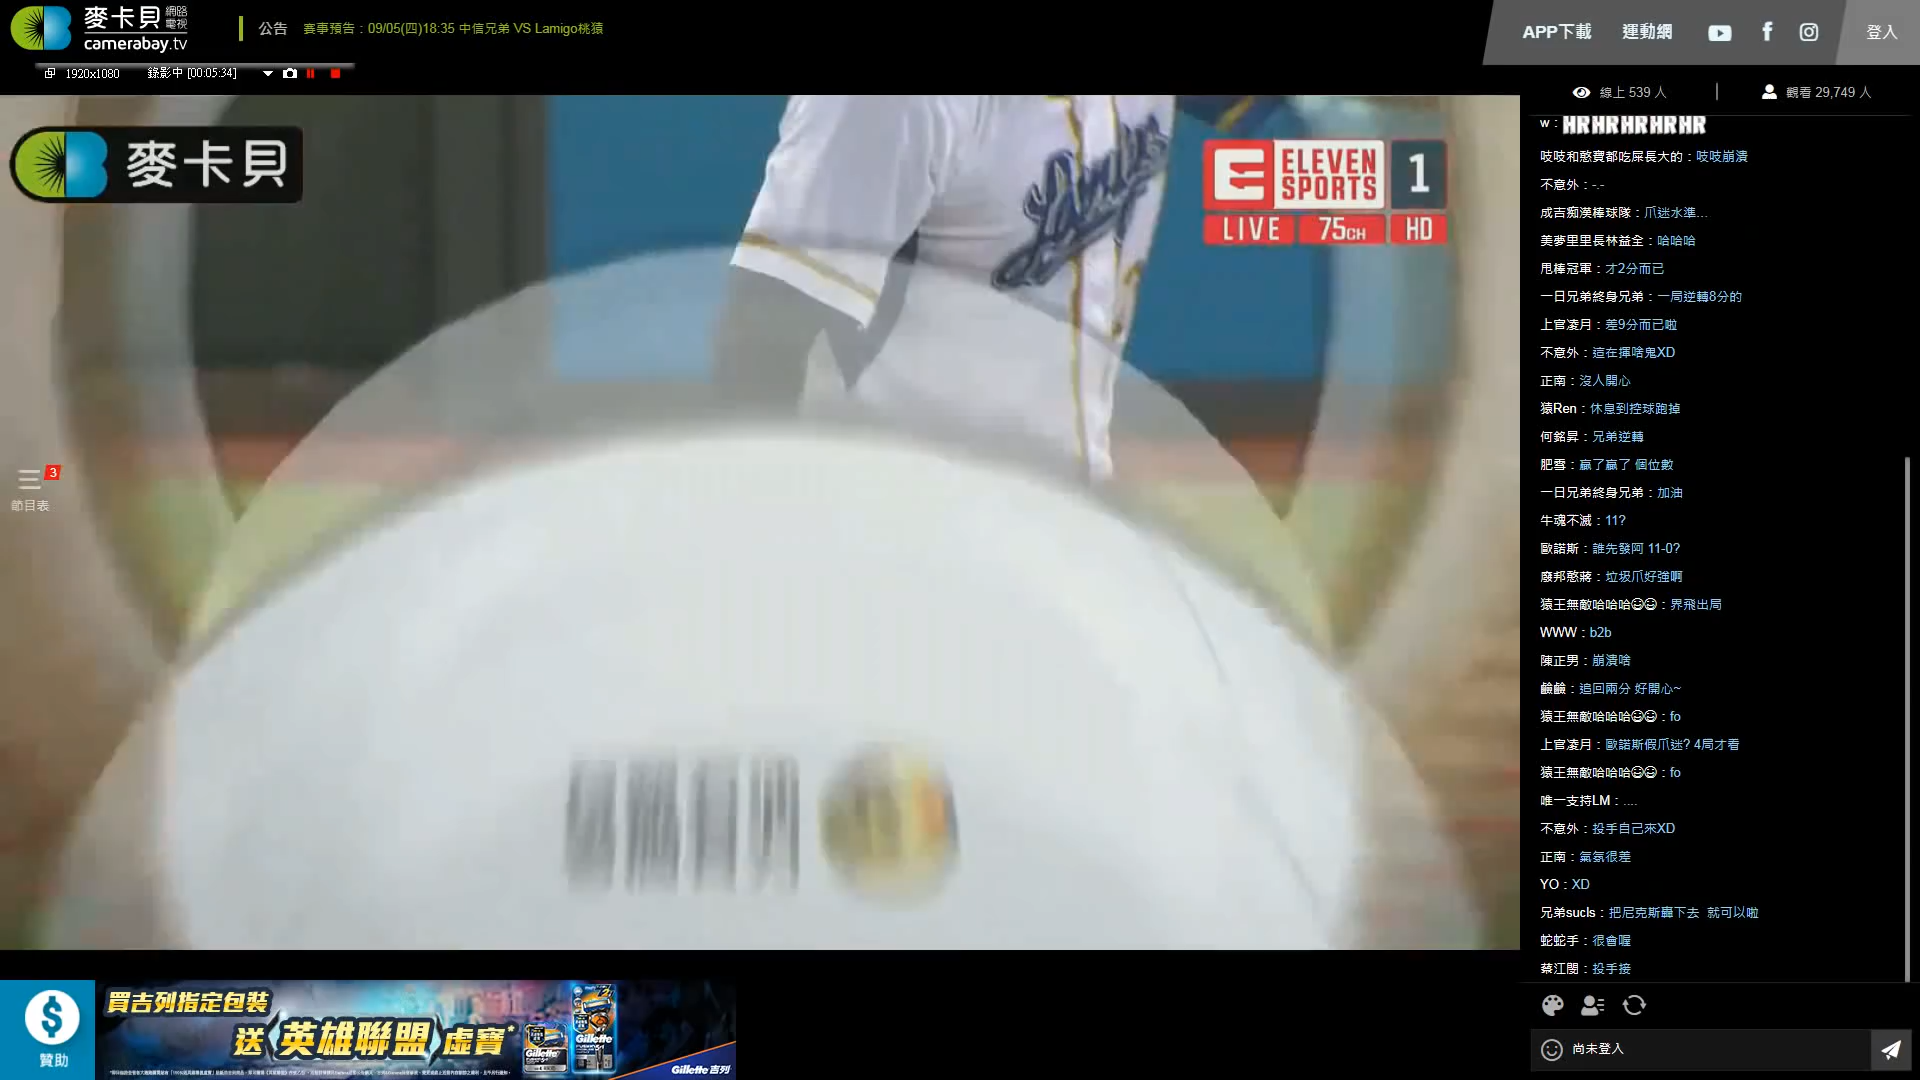 麥卡貝 網路電視
camerabay.tv
公告 賽事預告：09/05(四)18:35 中信兄弟 VS Lamigo桃猿
APP下載 運動網 登入
1920x1080 錄影中 [00:05:34]
線上 539 人 | 觀看 29,749 人
麥卡貝
ELEVEN SPORTS 1
LIVE 75CH HD
w：HRHRHRHRHR
吱吱和憨寶都吃屎長大的：吱吱崩潰
不意外：-.-
成吉痴漢棒球隊：爪迷水準...
美夢里里長林益全：哈哈哈
甩棒冠軍：才2分而已
一日兄弟終身兄弟：一局逆轉8分的
上官凌月：差9分而已啦
不意外：這在揮啥鬼XD
正南：沒人開心
猿Ren：休息到控球跑掉
何銘昇：兄弟逆轉
肥雪：贏了贏了 個位數
一日兄弟終身兄弟：加油
牛魂不滅：11?
歐諾斯：誰先發阿 11-0?
廢邦憨蔣：垃圾爪好強啊
猿王無敵哈哈哈😆😆：界飛出局
WWW：b2b
陳正男：崩潰啥
鹼鹼：追回兩分 好開心~
猿王無敵哈哈哈😆😆：fo
上官凌月：歐諾斯假爪迷? 4局才看
猿王無敵哈哈哈😆😆：fo
唯一支持LM：....
不意外：投手自己來XD
正南：氣氛很差
YO：XD
兄弟sucls：把尼克斯轟下去 就可以啦
蛇蛇手：很會喔
蔡江閔：投手接
3
節目表
贊助
買吉列指定包裝
送《英雄聯盟》虛寶*
Gillette
Gillette
Gillette 吉列
尚未登入